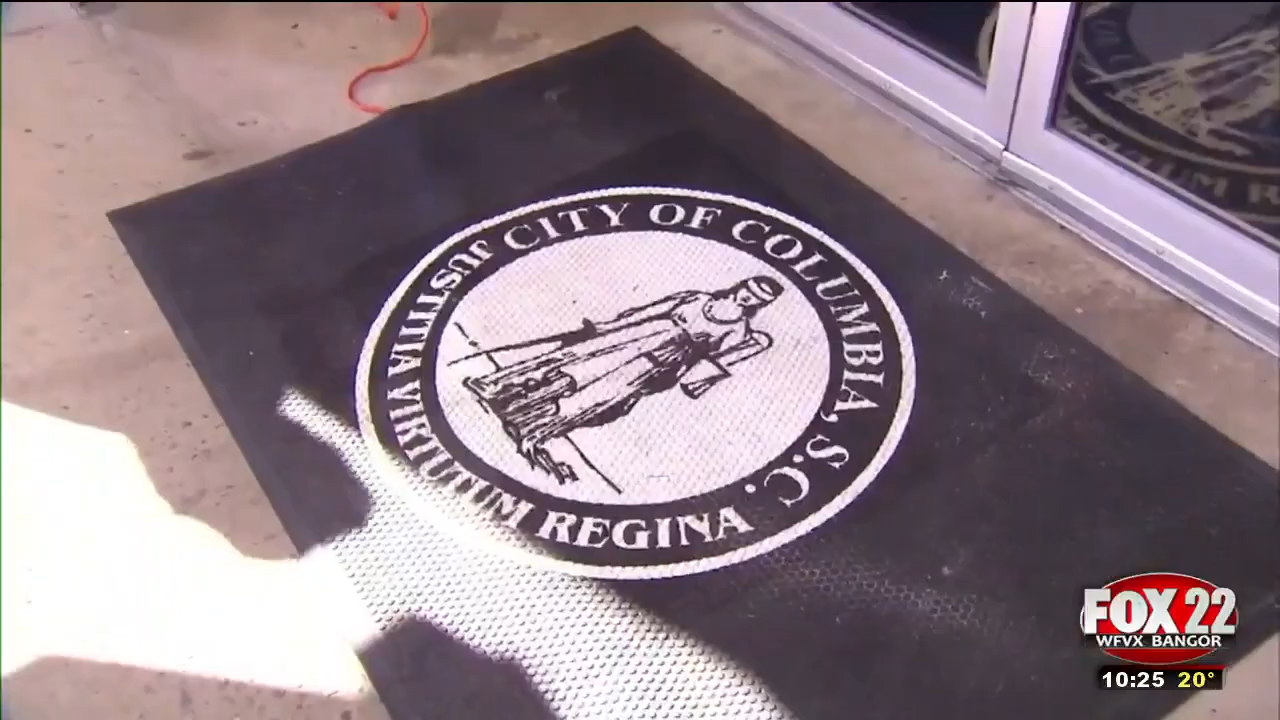 CITY OF COLUMBIA, S.C.
JUSTITIA VIRTUTUM REGINA
FOX 22
WFVX BANGOR
10:25 20°